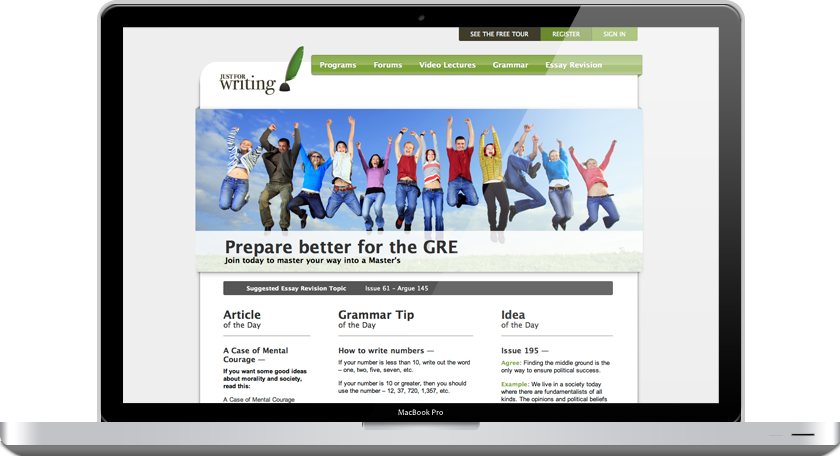 SEE THE FREE TOUR REGISTER SIGN IN
JUST FOR
writing
Programs Forums Video Lectures Grammar Essay Revision
Prepare better for the GRE
Join today to master your way into a Master's
Suggested Essay Revision Topic Issue 61 - Argue 145
Article
of the Day
A Case of Mental
Courage —
If you want some good ideas
about morality and society,
read this:
A Case of Mental Courage
Grammar Tip
of the Day
How to write numbers —
If your number is less than 10, write out the word
– one, two, five, seven, etc.
If your number is 10 or greater, then you should
use the number – 12, 37, 720, 1,357, etc.
Idea
of the Day
Issue 195 —
Agree: Finding the middle ground is the
only way to ensure political success.
Example: We live in a society today
where there are fundamentalists of all
kinds. The opinions and political beliefs
MacBook Pro